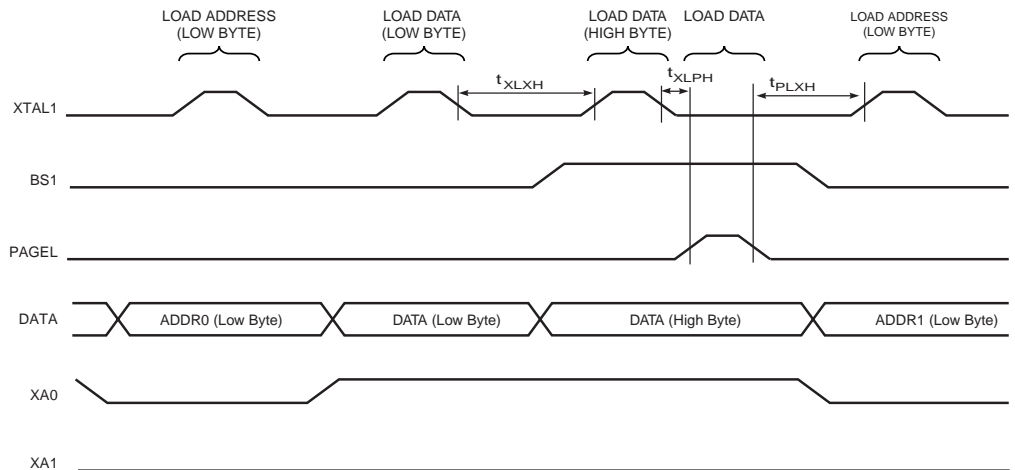 LOAD ADDRESS
(LOW BYTE)
LOAD DATA
(LOW BYTE)
LOAD DATA
(HIGH BYTE)
LOAD DATA
LOAD ADDRESS
(LOW BYTE)
XTAL1
tXLXH
tXLPH
tPLXH
BS1
PAGEL
DATA
ADDR0 (Low Byte)
DATA (Low Byte)
DATA (High Byte)
ADDR1 (Low Byte)
XA0
XA1